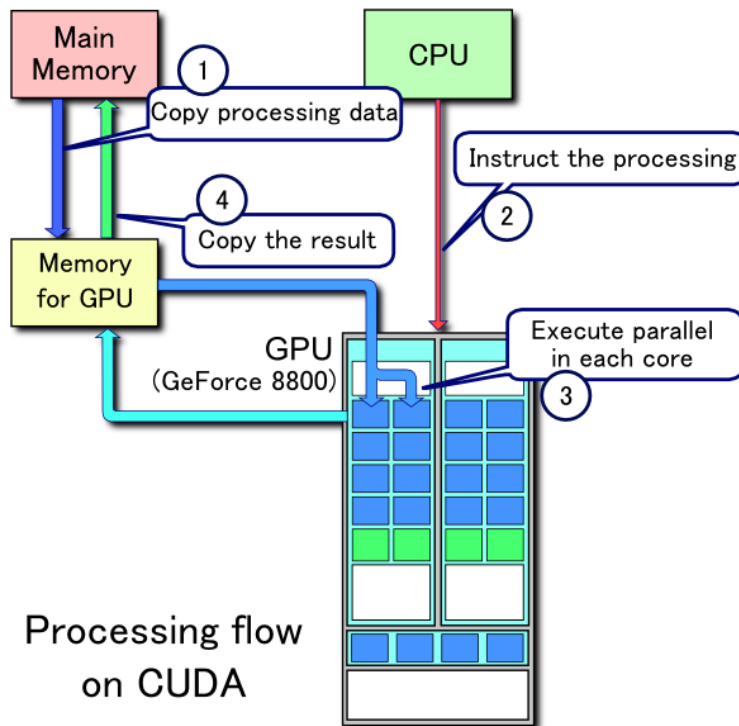 Main
Memory
CPU
1
Copy processing data
Instruct the processing
2
4
Copy the result
Memory
for GPU
GPU
(GeForce 8800)
Execute parallel
in each core
3
Processing flow
on CUDA